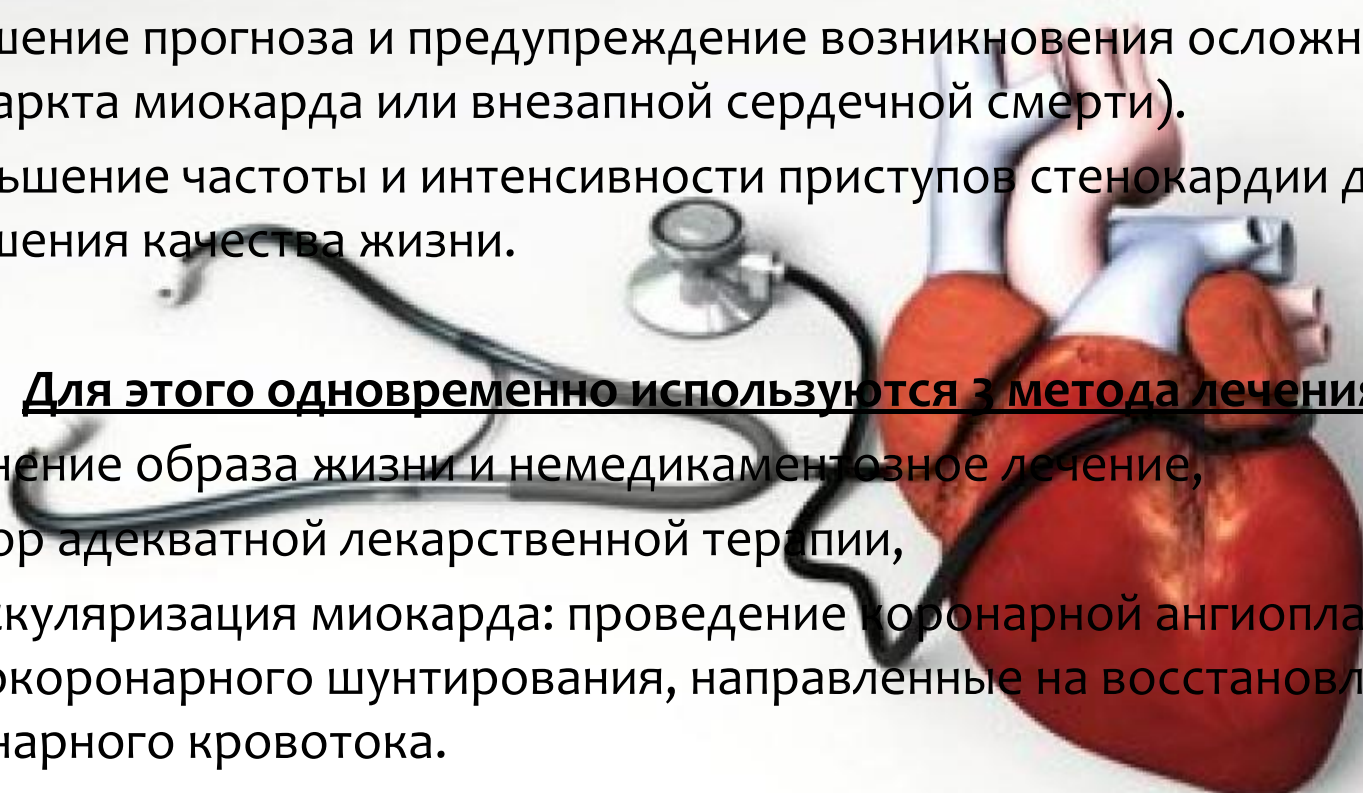 шение прогноза и предупреждение возникновения осложн
аркта миокарда или внезапной сердечной смерти).
ьшение частоты и интенсивности приступов стенокардии д
шения качества жизни.
Для этого одновременно используются 3 метода лечения
нение образа жизни и немедикаментозное лечение,
ор адекватной лекарственной терапии,
скуляризация миокарда: проведение коронарной ангиопла
окоронарного шунтирования, направленные на восстановл
нарного кровотока.